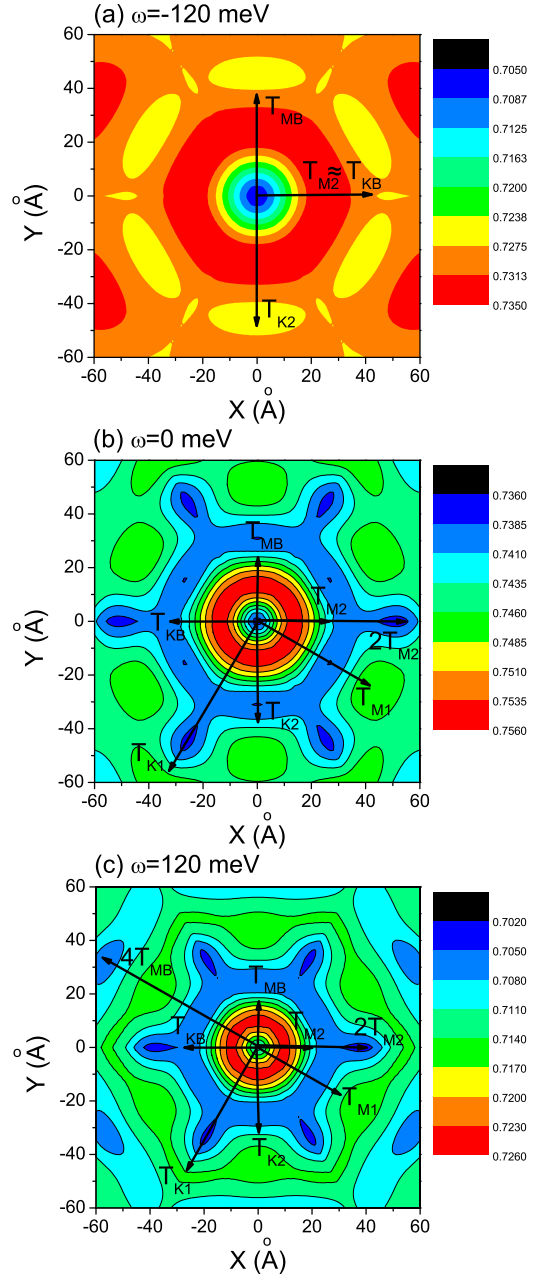 (a) ω=-120 meV
60
40
20
0
-20
-40
-60
Y (Å)
T_MB
T_M2 ≈ T_KB
T_K2
-60 -40 -20 0 20 40 60
X (Å)
0.7050
0.7087
0.7125
0.7163
0.7200
0.7238
0.7275
0.7313
0.7350
(b) ω=0 meV
60
40
20
0
-20
-40
-60
Y (Å)
T_MB
T_M2
T_KB
2T_M2
T_M1
T_K2
T_K1
-60 -40 -20 0 20 40 60
X (Å)
0.7360
0.7385
0.7410
0.7435
0.7460
0.7485
0.7510
0.7535
0.7560
(c) ω=120 meV
60
40
20
0
-20
-40
-60
Y (Å)
4T_MB
T_MB
T_KB
T_M2
2T_M2
T_M1
T_K2
T_K1
-60 -40 -20 0 20 40 60
X (Å)
0.7020
0.7050
0.7080
0.7110
0.7140
0.7170
0.7200
0.7230
0.7260